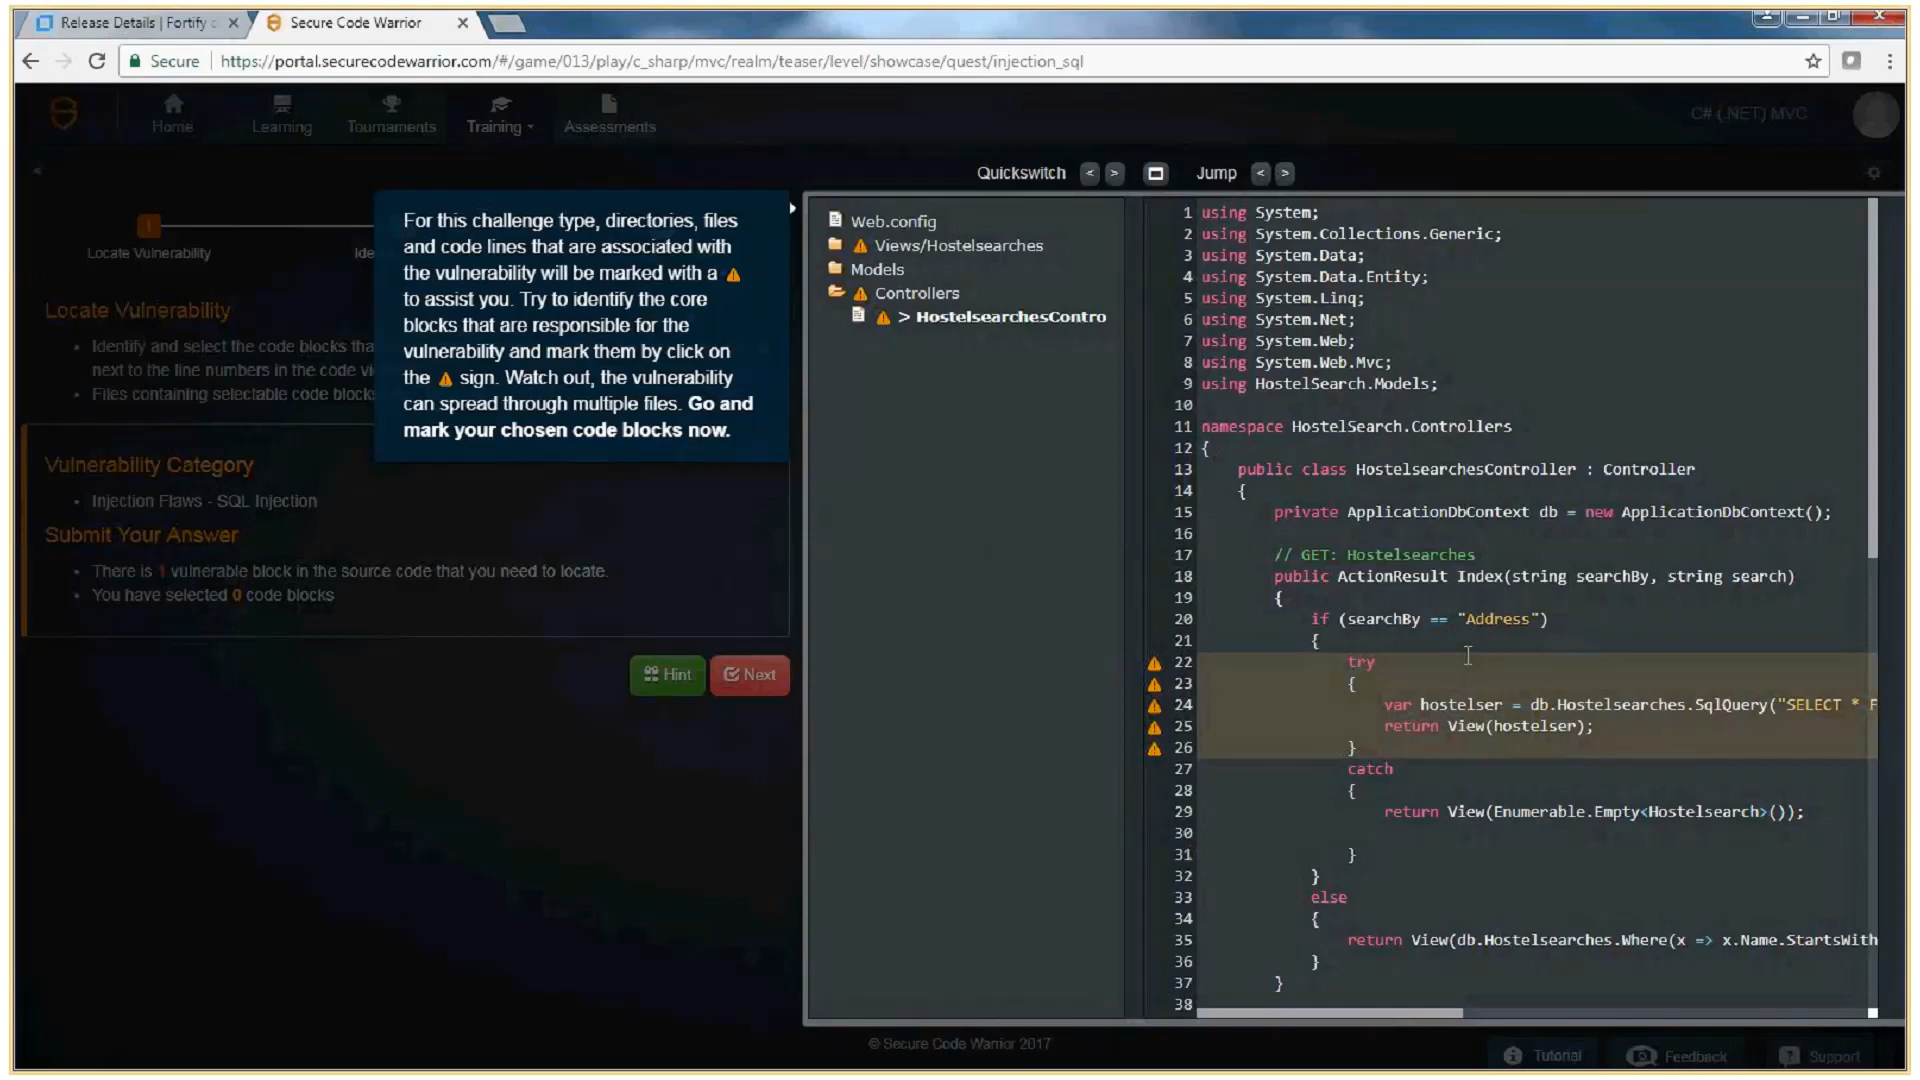 Release Details | Fortify
Secure Code Warrior
Secure
https://portal.securecodewarrior.com/#/game/013/play/c_sharp/mvc/realm/teaser/level/showcase/quest/injection_sql
Home
Learning
Tournaments
Training
Assessments
C# (.NET) MVC
Quickswitch < >
Jump < >
1
Locate Vulnerability
Ide
Locate Vulnerability
Identify and select the code blocks tha
next to the line numbers in the code vi
Files containing selectable code block
For this challenge type, directories, files
and code lines that are associated with
the vulnerability will be marked with a
to assist you. Try to identify the core
blocks that are responsible for the
vulnerability and mark them by click on
the sign. Watch out, the vulnerability
can spread through multiple files. Go and
mark your chosen code blocks now.
Vulnerability Category
Injection Flaws - SQL Injection
Submit Your Answer
There is 1 vulnerable block in the source code that you need to locate.
You have selected 0 code blocks
Hint
Next
Web.config
Views/Hostelsearches
Models
Controllers
> HostelsearchesContro
1 using System;
2 using System.Collections.Generic;
3 using System.Data;
4 using System.Data.Entity;
5 using System.Linq;
6 using System.Net;
7 using System.Web;
8 using System.Web.Mvc;
9 using HostelSearch.Models;
10
11 namespace HostelSearch.Controllers
12 {
13 public class HostelsearchesController : Controller
14 {
15 private ApplicationDbContext db = new ApplicationDbContext();
16
17 // GET: Hostelsearches
18 public ActionResult Index(string searchBy, string search)
19 {
20 if (searchBy == "Address")
21 {
22 try
23 {
24 var hostelser = db.Hostelsearches.SqlQuery("SELECT * F
25 return View(hostelser);
26 }
27 catch
28 {
29 return View(Enumerable.Empty<Hostelsearch>());
30
31 }
32 }
33 else
34 {
35 return View(db.Hostelsearches.Where(x => x.Name.StartsWith
36 }
37 }
38
© Secure Code Warrior 2017
Tutorial
Feedback
Support